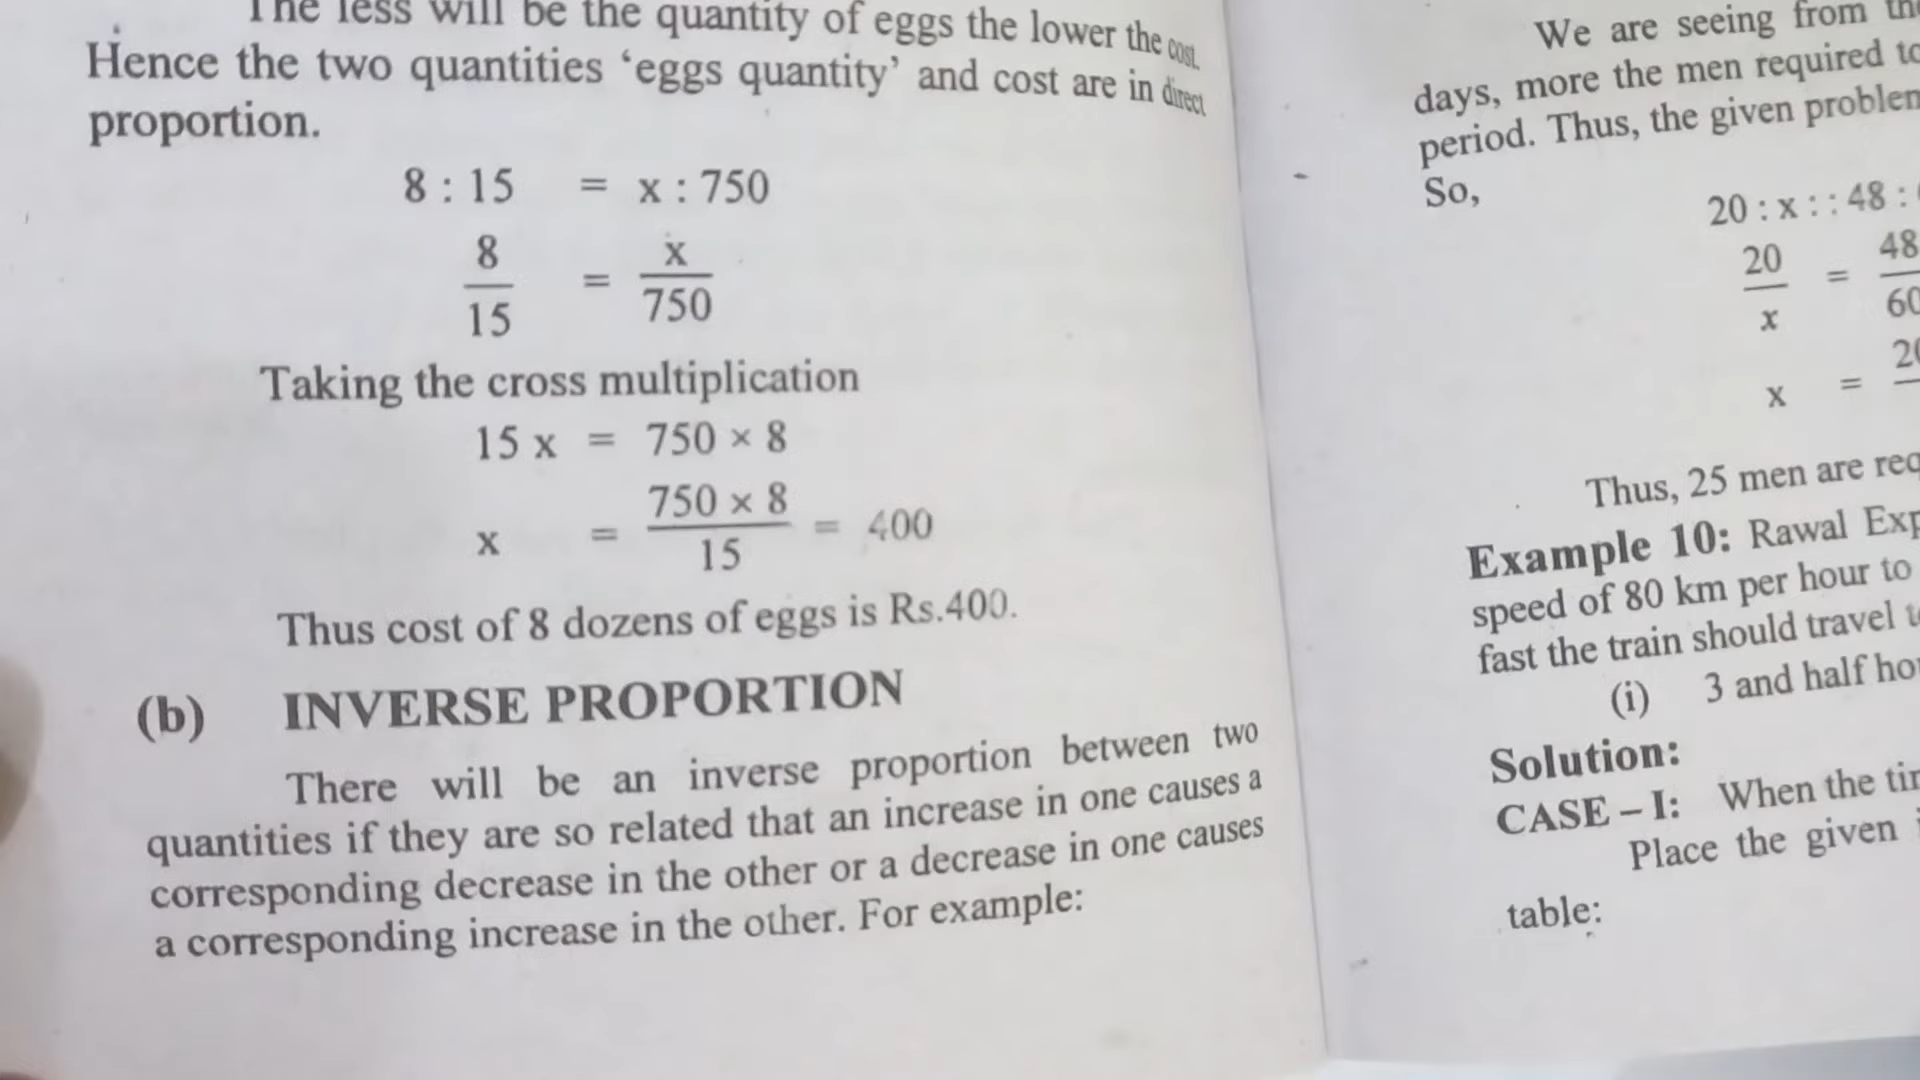 The less will be the quantity of eggs the lower the cost.
Hence the two quantities ‘eggs quantity’ and cost are in direct
proportion.
8 : 15 = x : 750
8/15 = x/750
Taking the cross multiplication
15 x = 750 × 8
x = 750 × 8/15 = 400
Thus cost of 8 dozens of eggs is Rs.400.
(b) INVERSE PROPORTION
There will be an inverse proportion between two
quantities if they are so related that an increase in one causes a
corresponding decrease in the other or a decrease in one causes
a corresponding increase in the other. For example:
We are seeing from
days, more the men required
period. Thus, the given
So,
20 : x : : 48 :
20/x = 48/60
x =
Thus, 25 men are
Example 10: Rawal
speed of 80 km per hour to
fast the train should travel
(i) 3 and half
Solution:
CASE – I: When the
Place the given
table: